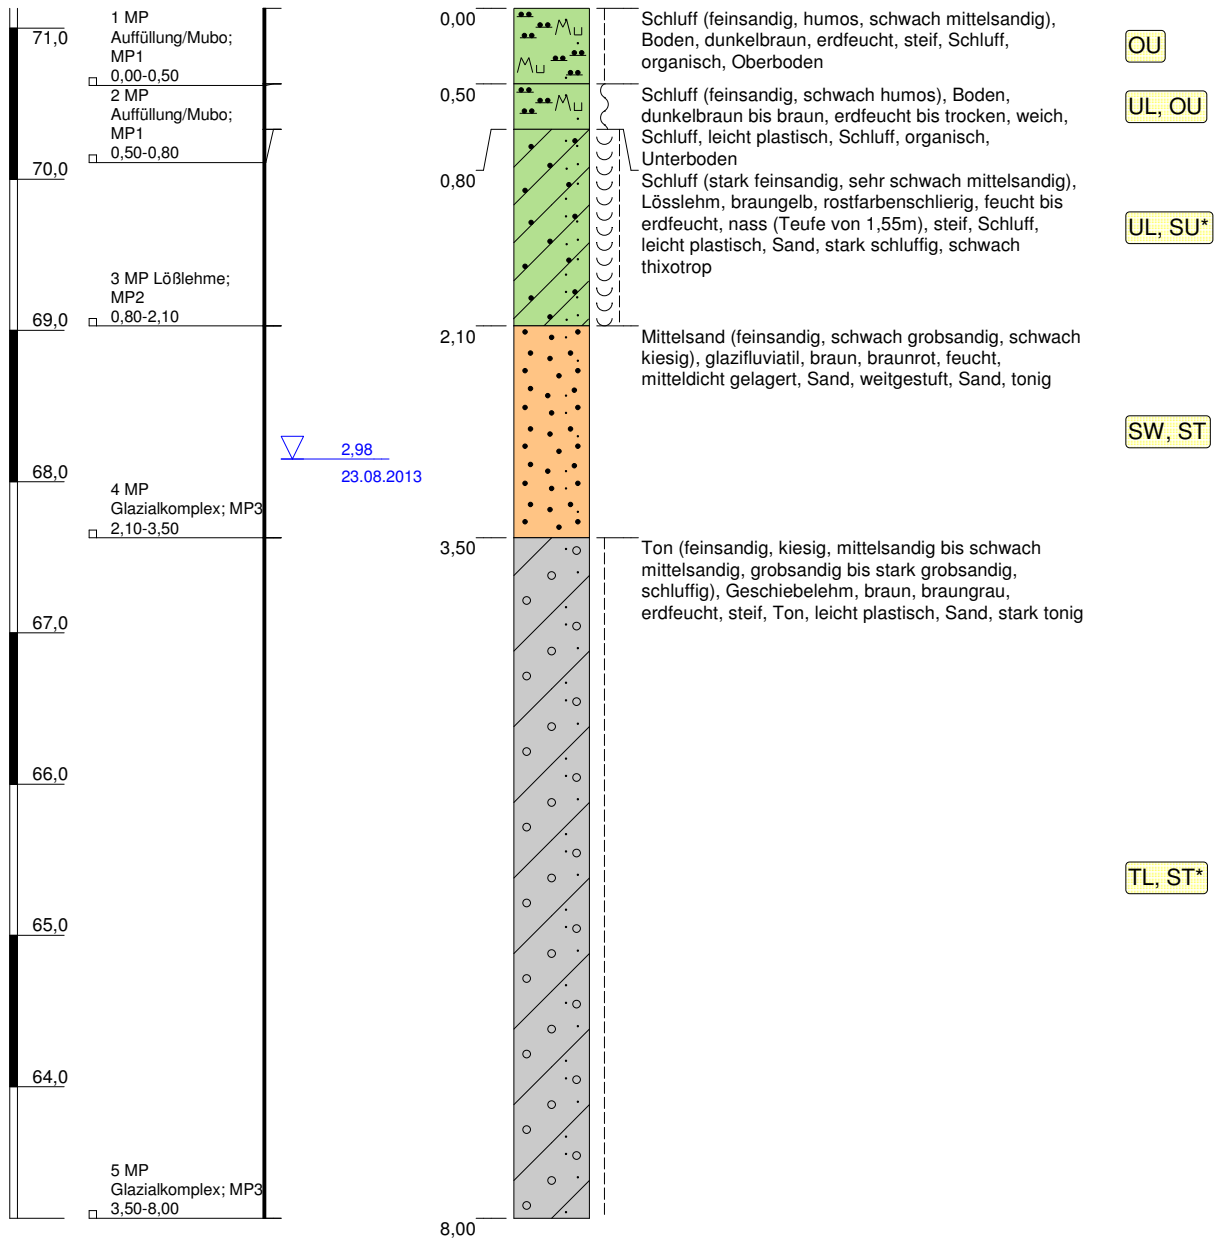 71,0
70,0
69,0
68,0
67,0
66,0
65,0
64,0
1 MP
Auffüllung/Mubo;
MP1
0,00-0,50
2 MP
Auffüllung/Mubo;
MP1
0,50-0,80
3 MP Lößlehme;
MP2
0,80-2,10
4 MP
Glazialkomplex; MP3
2,10-3,50
5 MP
Glazialkomplex; MP3
3,50-8,00
2,98
23.08.2013
0,00
Schluff (feinsandig, humos, schwach mittelsandig),
Boden, dunkelbraun, erdfeucht, steif, Schluff,
organisch, Oberboden
OU
0,50
Schluff (feinsandig, schwach humos), Boden,
dunkelbraun bis braun, erdfeucht bis trocken, weich,
Schluff, leicht plastisch, Schluff, organisch,
Unterboden
UL, OU
0,80
Schluff (stark feinsandig, sehr schwach mittelsandig),
Lösslehm, braungelb, rostfarbenschlierig, feucht bis
erdfeucht, nass (Teufe von 1,55m), steif, Schluff,
leicht plastisch, Sand, stark schluffig, schwach
thixotrop
UL, SU*
2,10
Mittelsand (feinsandig, schwach grobsandig, schwach
kiesig), glazifluviatil, braun, braunrot, feucht,
mitteldicht gelagert, Sand, weitgestuft, Sand, tonig
SW, ST
3,50
Ton (feinsandig, kiesig, mittelsandig bis schwach
mittelsandig, grobsandig bis stark grobsandig,
schluffig), Geschiebelehm, braun, braungrau,
erdfeucht, steif, Ton, leicht plastisch, Sand, stark tonig
TL, ST*
8,00